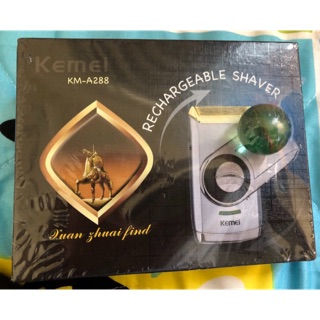 Kemei
KM-A288
RECHARGEABLE SHAVER
Xuan zhuai find
KEMEI